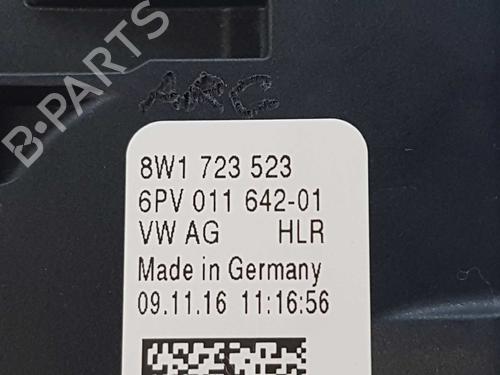 B-PARTS
ARC
8W1 723 523
6PV 011 642-01
VW AG HLR
Made in Germany
09.11.16 11:16:56